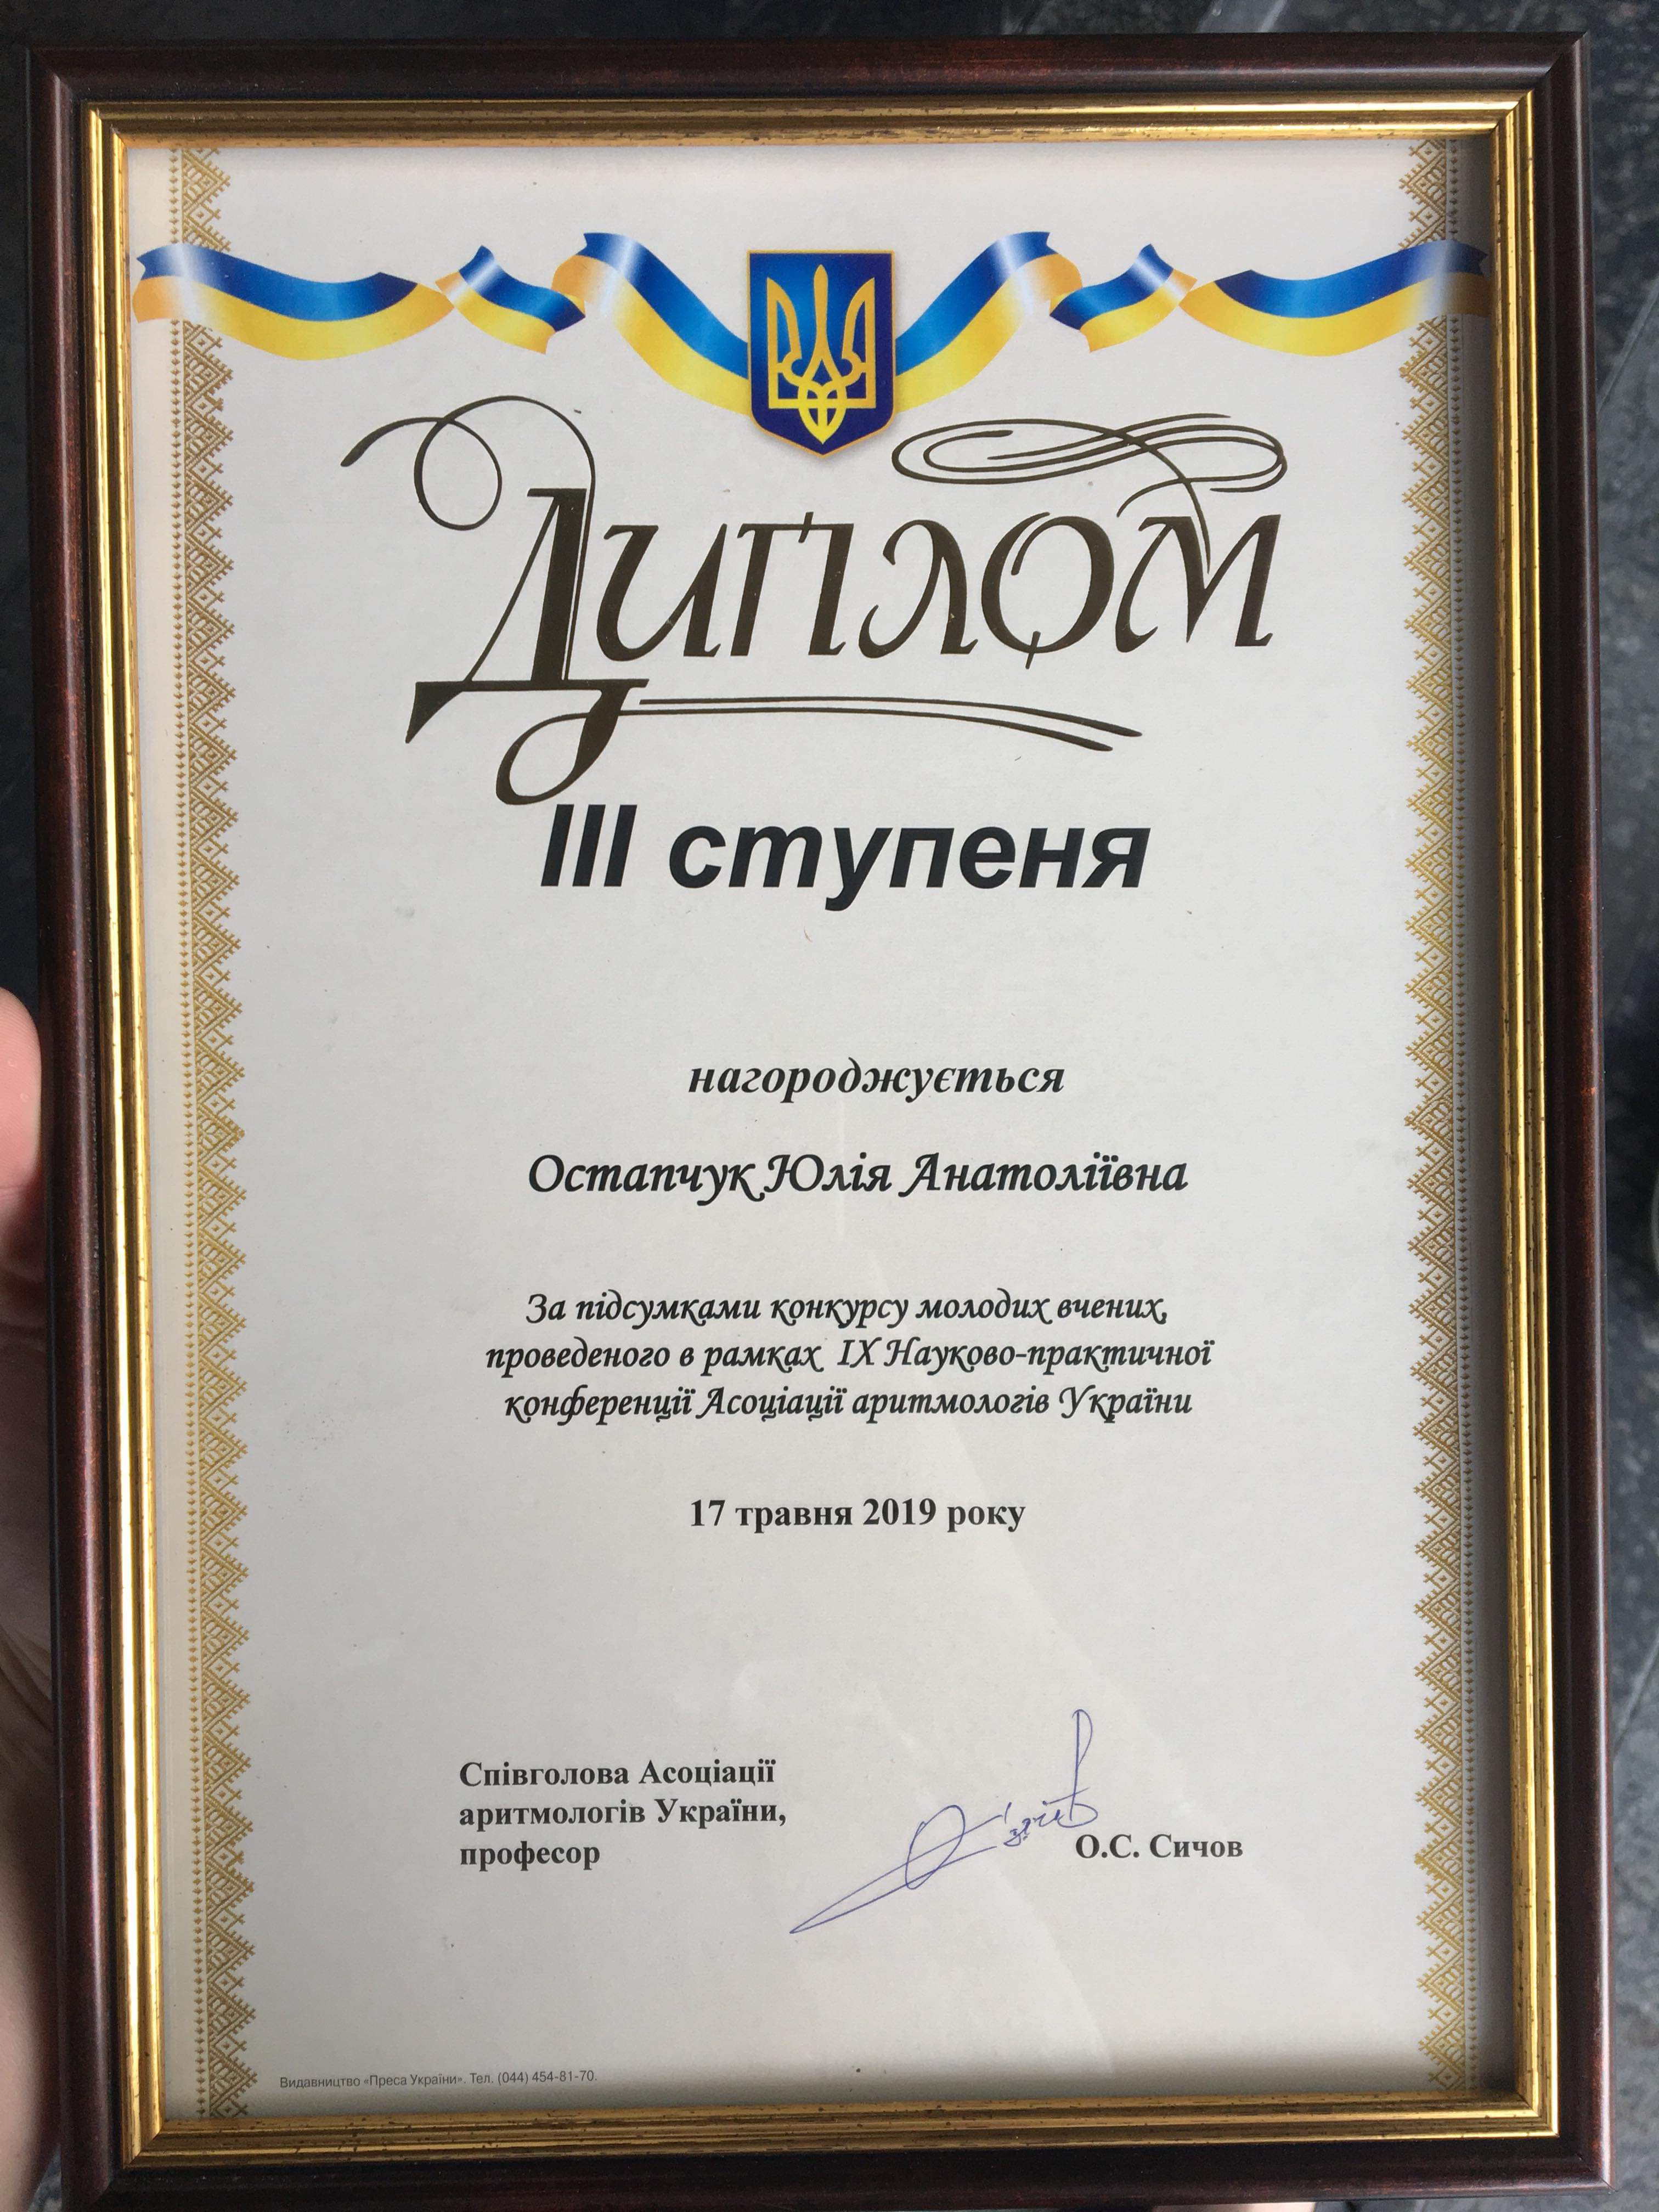 Диплом
III ступеня
нагороджується
Остапчук Юлія Анатоліївна
За підсумками конкурсу молодих вчених,
проведеного в рамках IX Науково-практичної
конференції Асоціації аритмологів України
17 травня 2019 року
Співголова Асоціації
аритмологів України,
професор
О.С. Сичов
Видавництво «Преса України». Тел. (044) 454-81-70.